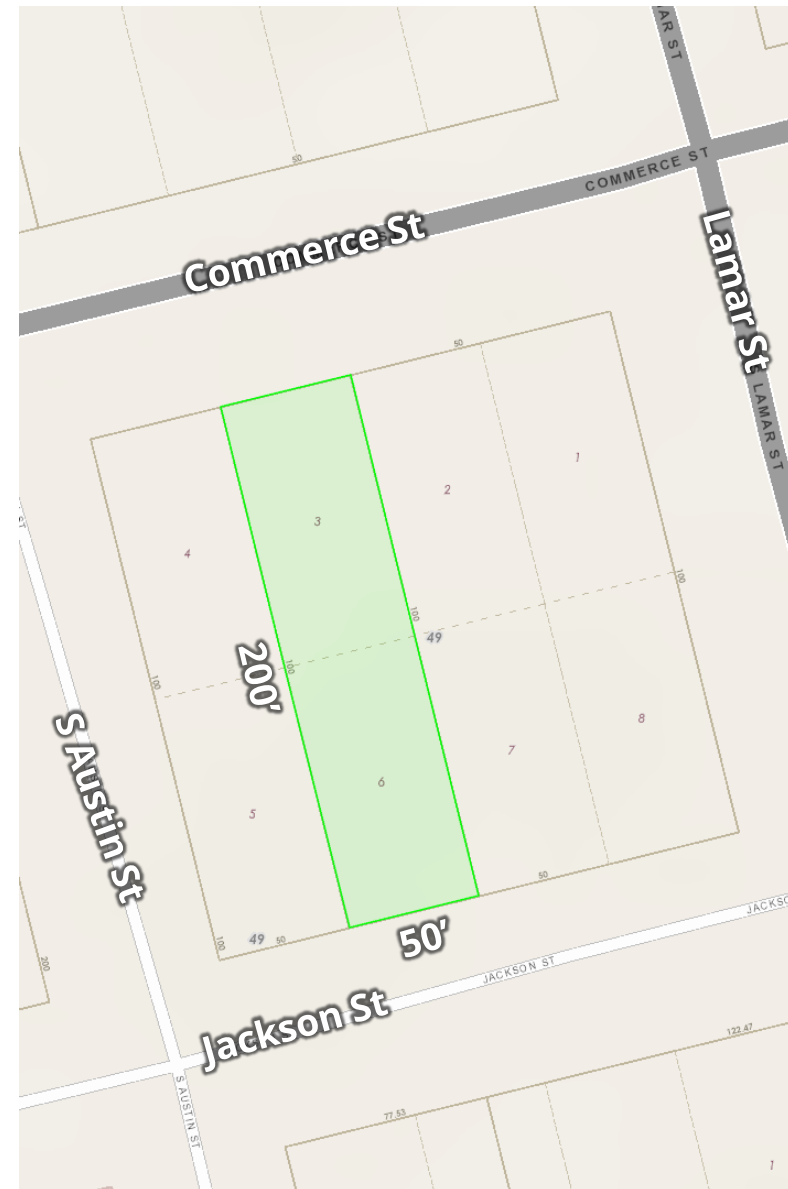 AR ST
50
COMMERCE ST
Commerce St
Lamar St
LAMAR ST
50
1
2
3
4
100
100
49
100
100
200’
ST
S Austin St
8
7
6
5
50
100
49
50
50’
200
JACKSO
JACKSON ST
Jackson St
S AUSTIN ST
122.47
77.53
1